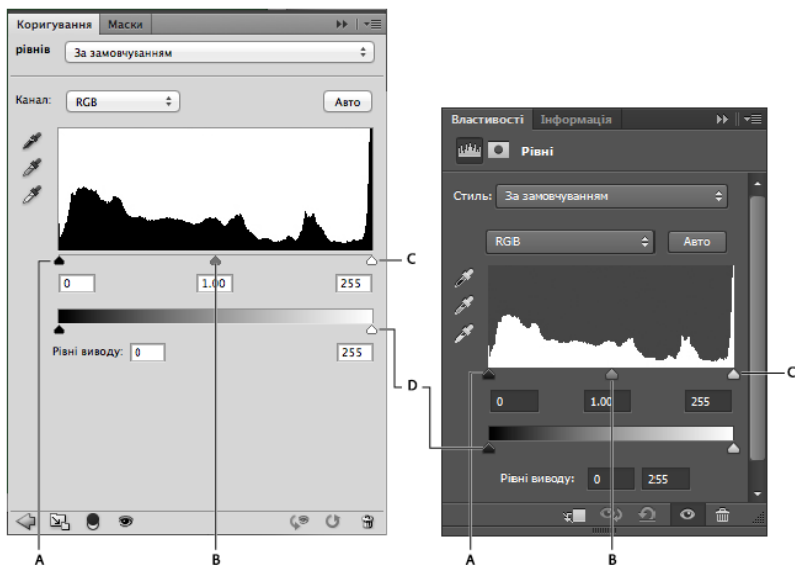 Коригування Маски
рівнів За замовчуванням
Канал: RGB Авто
0 1.00 255
Рівні виводу: 0 255
A B
C
D
Властивості Інформація
Рівні
Стиль: За замовчуванням
RGB Авто
A C
0 1.00 255
Рівні виводу: 0 255
A B